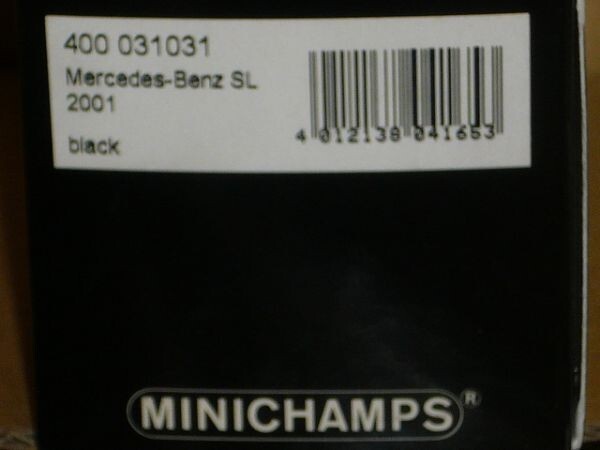 400 031031
Mercedes-Benz SL
2001
black
4 012138 041653
MINICHAMPS®